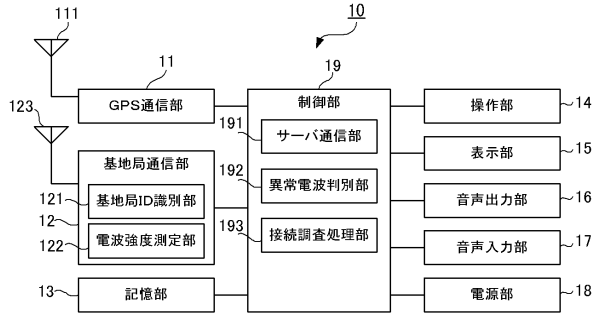 10
111
11
GPS通信部
123
基地局通信部
121
基地局ID識別部
12
122
電波強度測定部
13
記憶部
19
制御部
191
サーバ通信部
192
異常電波判別部
193
接続調査処理部
操作部
14
表示部
15
音声出力部
16
音声入力部
17
電源部
18